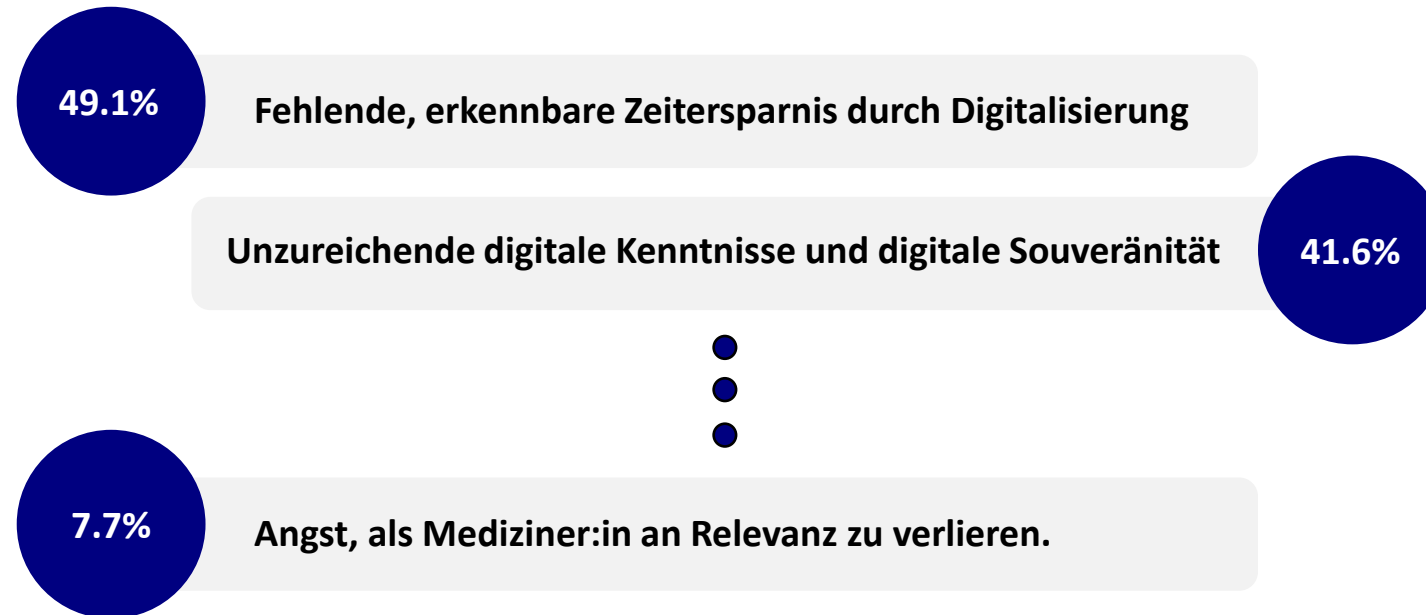 49.1%
Fehlende, erkennbare Zeitersparnis durch Digitalisierung
Unzureichende digitale Kenntnisse und digitale Souveränität
41.6%
7.7%
Angst, als Mediziner:in an Relevanz zu verlieren.